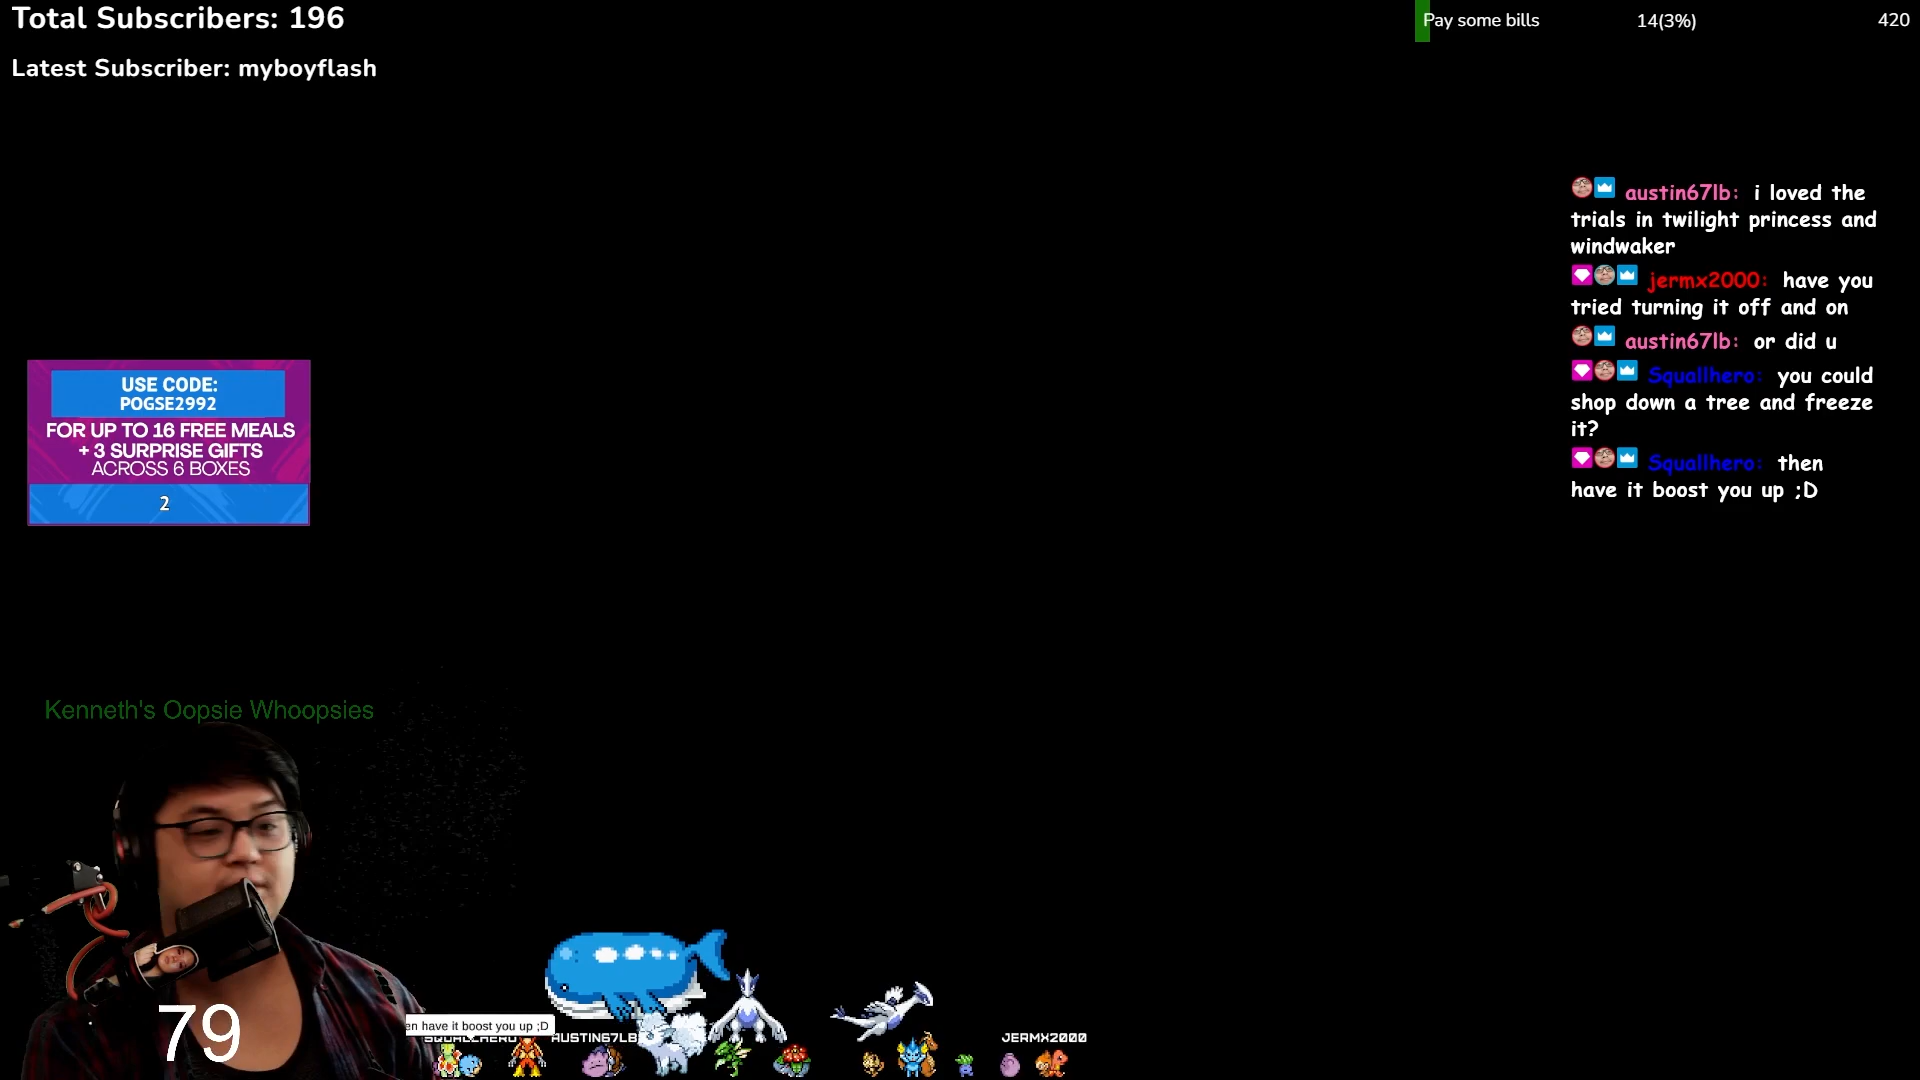 Total Subscribers: 196
Latest Subscriber: myboyflash
Pay some bills 14(3%) 420
austin67lb: i loved the
trials in twilight princess and
windwaker
jermx2000: have you
tried turning it off and on
austin67lb: or did u
Squallhero: you could
shop down a tree and freeze
it?
Squallhero: then
have it boost you up ;D
USE CODE:
POGSE2992
FOR UP TO 16 FREE MEALS
+ 3 SURPRISE GIFTS
ACROSS 6 BOXES
2
Kenneth's Oopsie Whoopsies
79
en have it boost you up ;D
SQUALLHERO
AUSTIN67LB
JERMX2000